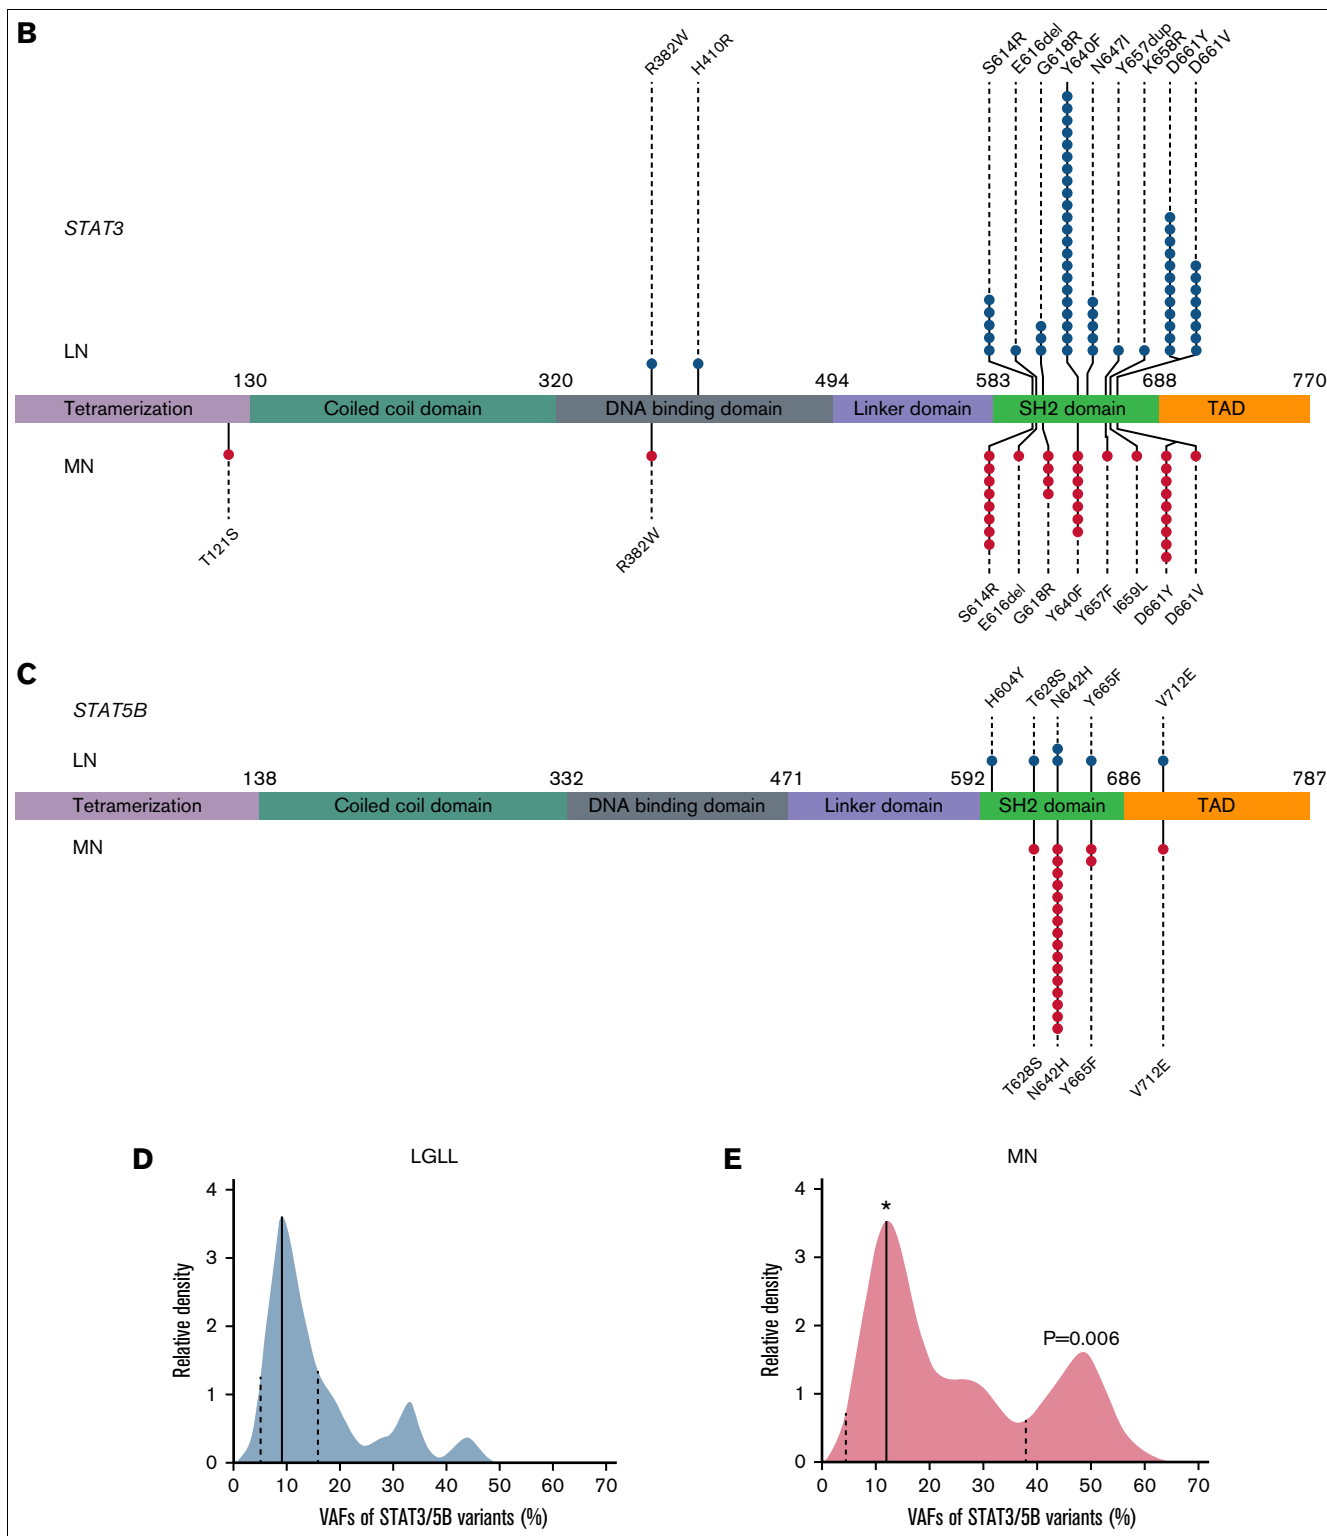 B
R382W
H410R
S614R
E616del
G618R
Y640F
N647I
Y657dup
K658R
D661Y
D661V
STAT3
LN
130
320
494
583
688
770
Tetramerization
Coiled coil domain
DNA binding domain
Linker domain
SH2 domain
TAD
MN
T121S
R382W
S614R
E616del
G618R
Y640F
Y657F
I659L
D661Y
D661V
C
STAT5B
H604Y
T628S
N642H
Y665F
V712E
LN
138
332
471
592
686
787
Tetramerization
Coiled coil domain
DNA binding domain
Linker domain
SH2 domain
TAD
MN
T628S
N642H
Y665F
V712E
D
LGLL
Relative density
4
3
2
1
0
0 10 20 30 40 50 60 70
VAFs of STAT3/5B variants (%)
E
MN
Relative density
4
3
2
1
0
*
P=0.006
0 10 20 30 40 50 60 70
VAFs of STAT3/5B variants (%)